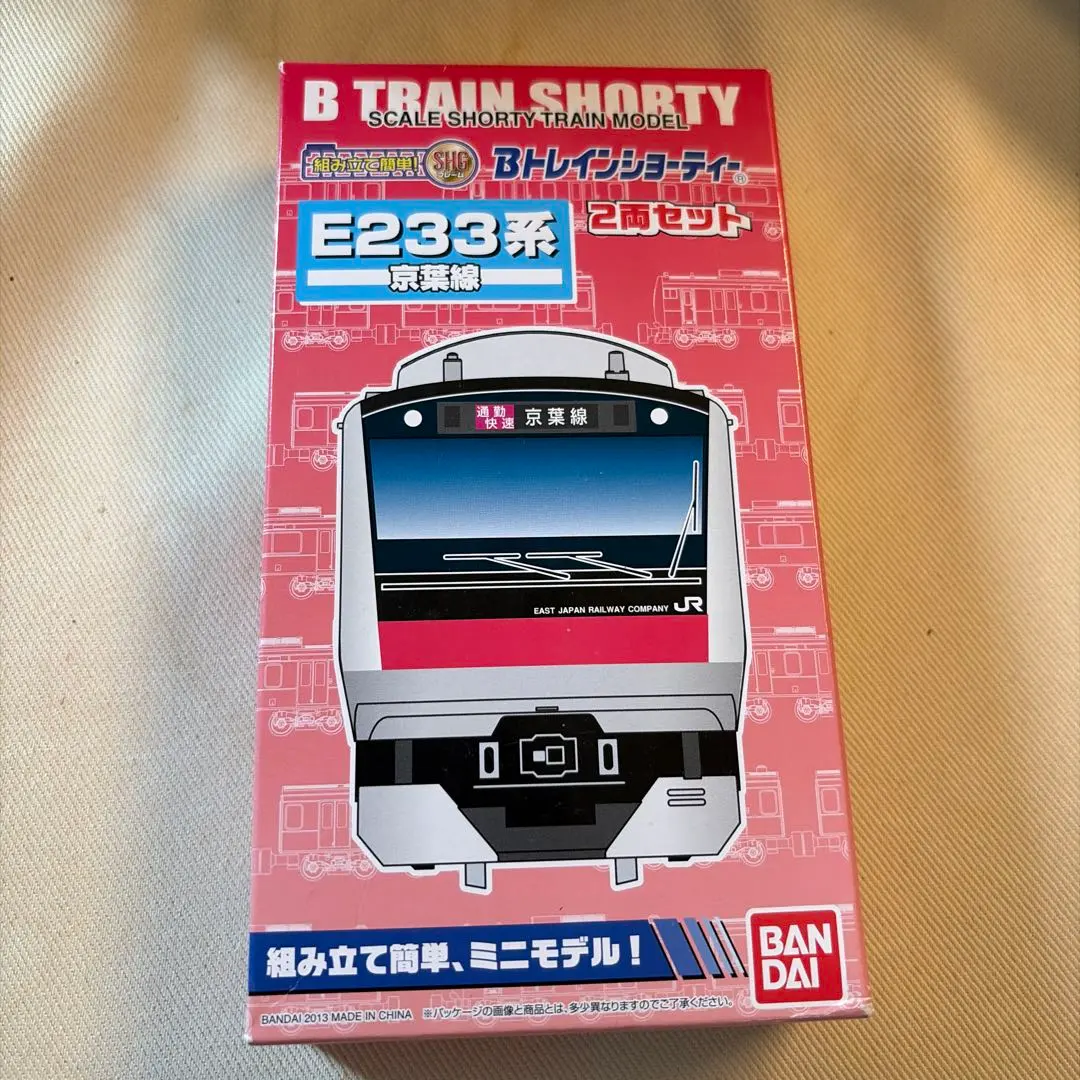 B TRAIN SHORTY
SCALE SHORTY TRAIN MODEL
組み立て簡単!
SHG
フレーム
Bトレインショーティー®
E233系
京葉線
2両セット
通勤快速
京葉線
EAST JAPAN RAILWAY COMPANY JR
組み立て簡単、ミニモデル!
BANDAI
BANDAI 2013 MADE IN CHINA ※パッケージの画像と商品とは、多少異なりますのでご了承ください。